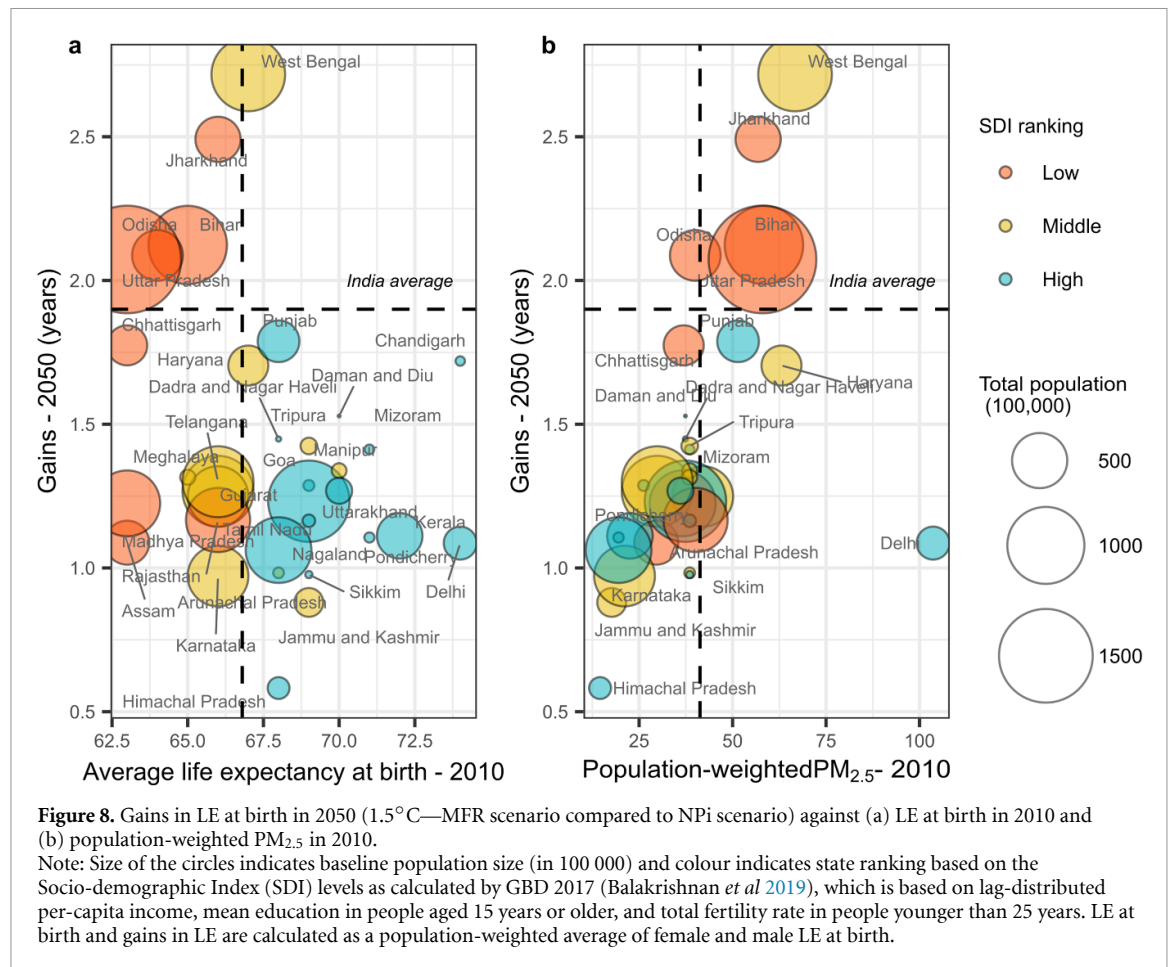 a
b
West Bengal
Jharkhand
Odisha
Bihar
Uttar Pradesh
India average
Chhattisgarh
Punjab
Chandigarh
Haryana
Daman and Diu
Dadra and Nagar Haveli
Telangana
Tripura
Mizoram
Meghalaya
Goa
Manipur
Gujarat
Uttarakhand
Tamil Nadu
Kerala
Madhya Pradesh
Nagaland
Pondicherry
Rajasthan
Sikkim
Delhi
Assam
Arunachal Pradesh
Jammu and Kashmir
Karnataka
Himachal Pradesh
Gains - 2050 (years)
2.5
2.0
1.5
1.0
0.5
62.5
65.0
67.5
70.0
72.5
Average life expectancy at birth - 2010
West Bengal
Jharkhand
Odisha
Bihar
Uttar Pradesh
India average
Punjab
Chhattisgarh
Haryana
Dadra and Nagar Haveli
Daman and Diu
Tripura
Mizoram
Pondicherry
Arunachal Pradesh
Delhi
Sikkim
Karnataka
Jammu and Kashmir
Himachal Pradesh
Gains - 2050 (years)
2.5
2.0
1.5
1.0
0.5
25
50
75
100
Population-weightedPM2.5- 2010
SDI ranking
Low
Middle
High
Total population
(100,000)
500
1000
1500
Figure 8. Gains in LE at birth in 2050 (1.5°C—MFR scenario compared to NPi scenario) against (a) LE at birth in 2010 and
(b) population-weighted PM2.5 in 2010.
Note: Size of the circles indicates baseline population size (in 100 000) and colour indicates state ranking based on the
Socio-demographic Index (SDI) levels as calculated by GBD 2017 (Balakrishnan et al 2019), which is based on lag-distributed
per-capita income, mean education in people aged 15 years or older, and total fertility rate in people younger than 25 years. LE at
birth and gains in LE are calculated as a population-weighted average of female and male LE at birth.